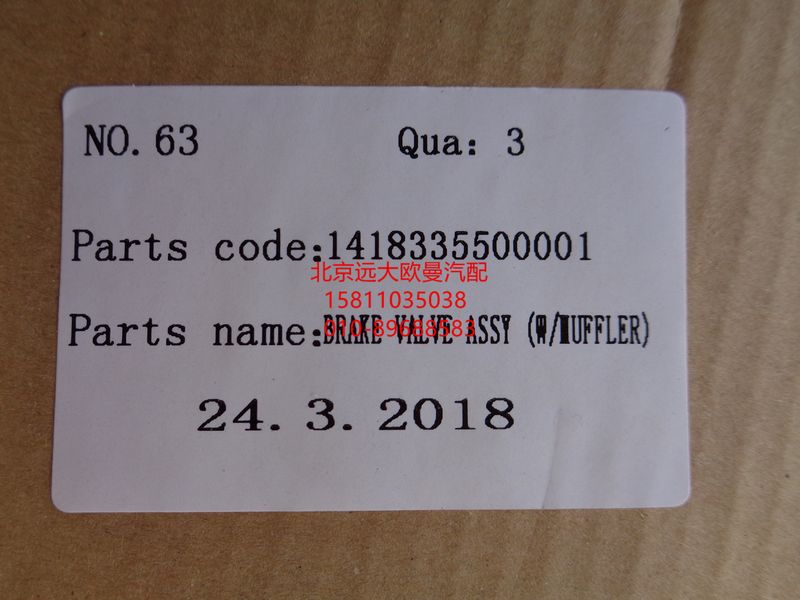 NO. 63 Qua: 3
Parts code:1418335500001
北京远大欧曼汽配
15811035038
Parts name:BRAKE VALVE ASSY (W/MUFFLER)
010-89688583
24. 3. 2018